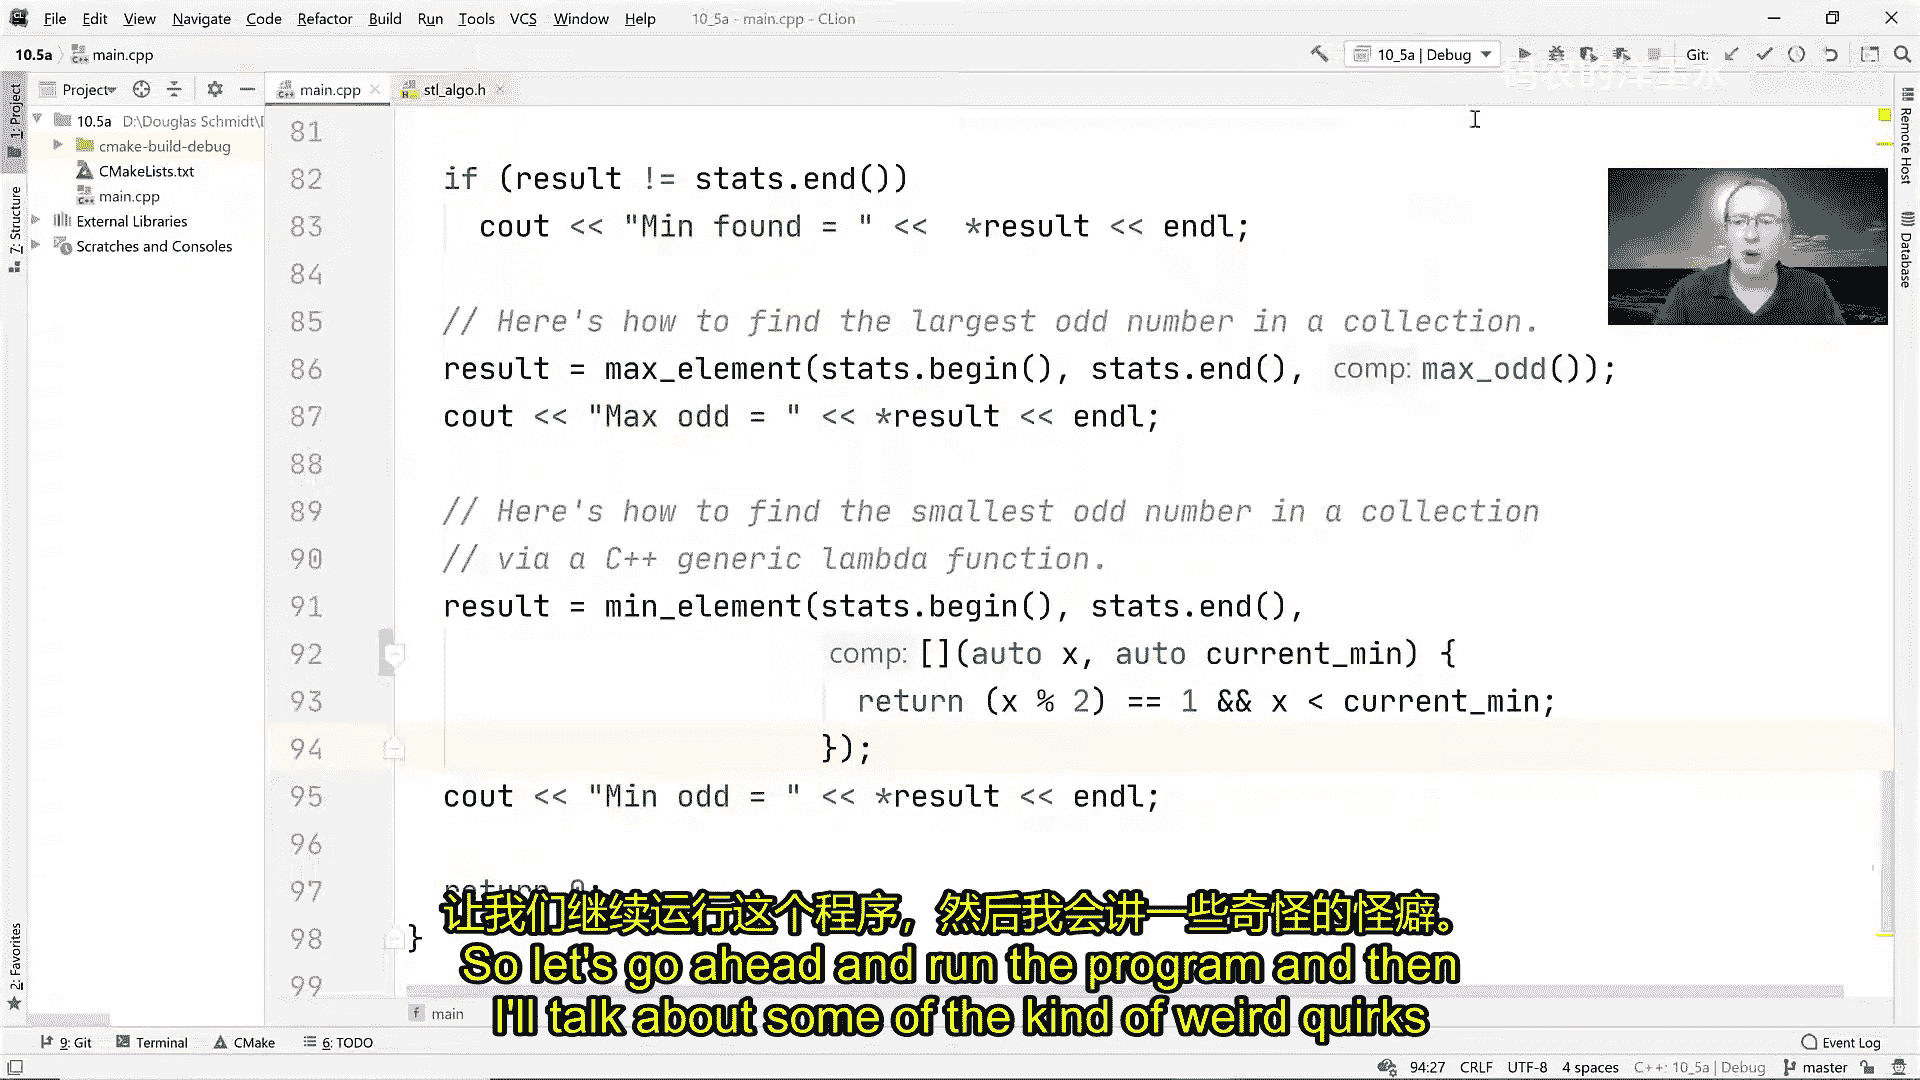 File Edit View Navigate Code Refactor Build Run Tools VCS Window Help 10_5a - main.cpp - CLion
10.5a main.cpp 10_5a | Debug Git:
码农的洋墨水
Project main.cpp stl_algo.h
1: Project
7: Structure
2: Favorites
10.5a D:\Douglas Schmidt\
cmake-build-debug
CMakeLists.txt
main.cpp
External Libraries
Scratches and Consoles
81
82 if (result != stats.end())
83 cout << "Min found = " << *result << endl;
84
85 // Here's how to find the largest odd number in a collection.
86 result = max_element(stats.begin(), stats.end(), comp: max_odd());
87 cout << "Max odd = " << *result << endl;
88
89 // Here's how to find the smallest odd number in a collection
90 // via a C++ generic lambda function.
91 result = min_element(stats.begin(), stats.end(),
92 comp: [](auto x, auto current_min) {
93 return (x % 2) == 1 && x < current_min;
94 });
95 cout << "Min odd = " << *result << endl;
96
97 return 0;
98 }
99
让我们继续运行这个程序，然后我会讲一些奇怪的怪癖。
So let's go ahead and run the program and then
I'll talk about some of the kind of weird quirks
Remote Host
Database
f main
9: Git Terminal CMake 6: TODO Event Log
94:27 CRLF UTF-8 4 spaces C++: 10_5a | Debug master